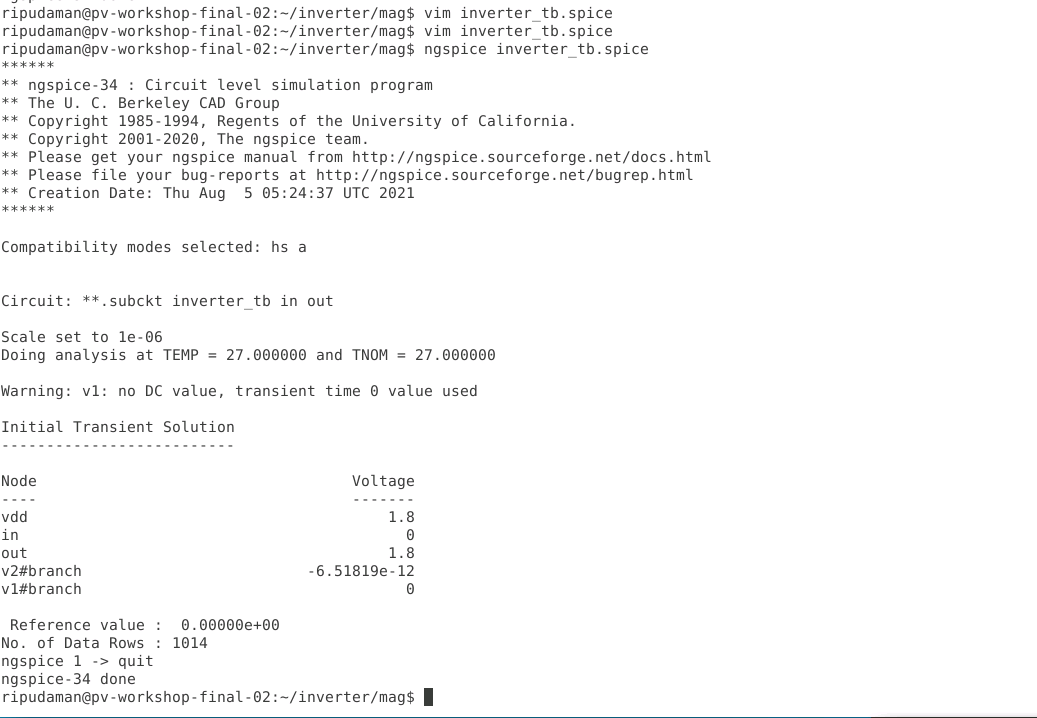 ripudaman@pv-workshop-final-02:~/inverter/mag$ vim inverter_tb.spice
ripudaman@pv-workshop-final-02:~/inverter/mag$ vim inverter_tb.spice
ripudaman@pv-workshop-final-02:~/inverter/mag$ ngspice inverter_tb.spice
******
** ngspice-34 : Circuit level simulation program
** The U. C. Berkeley CAD Group
** Copyright 1985-1994, Regents of the University of California.
** Copyright 2001-2020, The ngspice team.
** Please get your ngspice manual from http://ngspice.sourceforge.net/docs.html
** Please file your bug-reports at http://ngspice.sourceforge.net/bugrep.html
** Creation Date: Thu Aug  5 05:24:37 UTC 2021
******
Compatibility modes selected: hs a
Circuit: **.subckt inverter_tb in out
Scale set to 1e-06
Doing analysis at TEMP = 27.000000 and TNOM = 27.000000
Warning: v1: no DC value, transient time 0 value used
Initial Transient Solution
--------------------------
Node                                   Voltage
----                                   -------
vdd                                        1.8
in                                           0
out                                        1.8
v2#branch                         -6.51819e-12
v1#branch                                    0
 Reference value :  0.00000e+00
No. of Data Rows : 1014
ngspice 1 -> quit
ngspice-34 done
ripudaman@pv-workshop-final-02:~/inverter/mag$